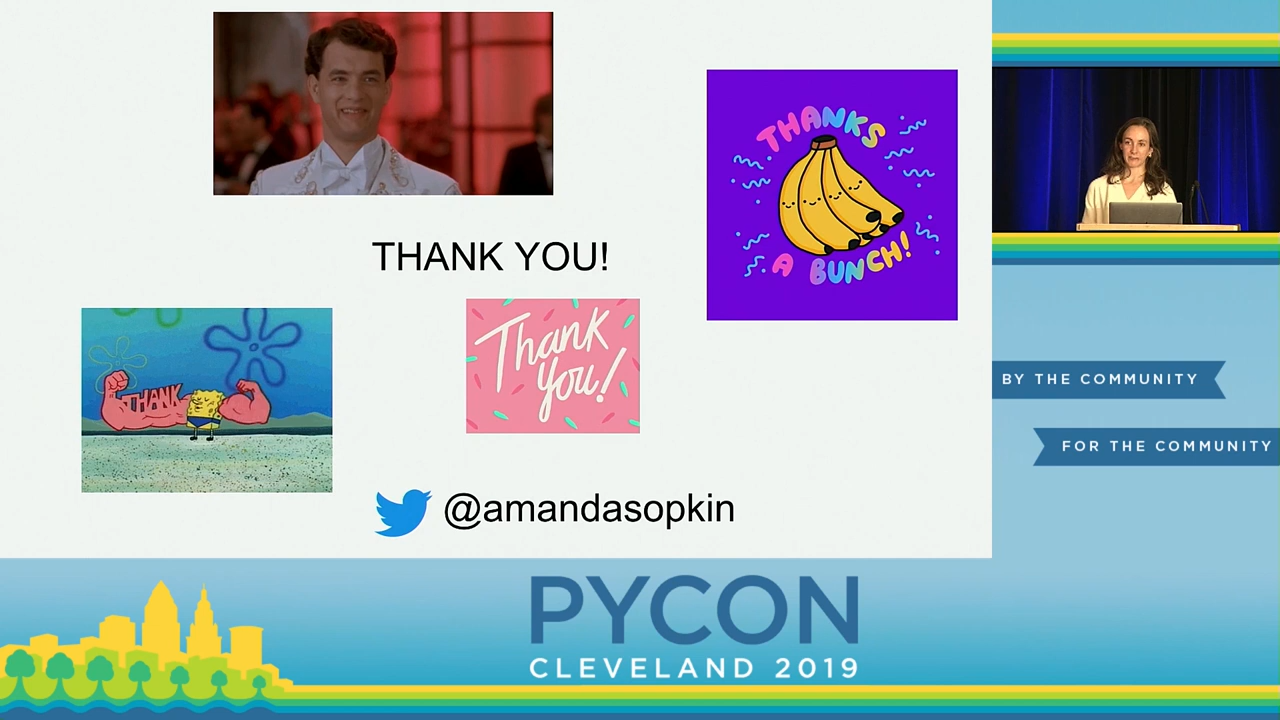 THANKS
A BUNCH!
THANK YOU!
THANK
Thank
you!
@amandasopkin
BY THE COMMUNITY
FOR THE COMMUNITY
PYCON
CLEVELAND 2019